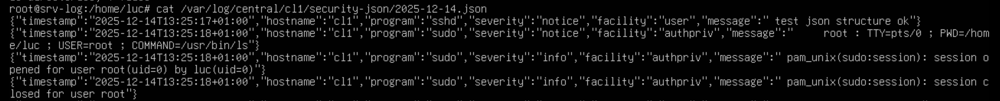 root@srv-log:/home/luc# cat /var/log/central/cl1/security-json/2025-12-14.json
{"timestamp":"2025-12-14T13:25:17+01:00","hostname":"cl1","program":"sshd","severity":"notice","facility":"user","message":" test json structure ok"}
{"timestamp":"2025-12-14T13:25:18+01:00","hostname":"cl1","program":"sudo","severity":"notice","facility":"authpriv","message":"     root : TTY=pts/0 ; PWD=/hom
e/luc ; USER=root ; COMMAND=/usr/bin/ls"}
{"timestamp":"2025-12-14T13:25:18+01:00","hostname":"cl1","program":"sudo","severity":"info","facility":"authpriv","message":" pam_unix(sudo:session): session o
pened for user root(uid=0) by luc(uid=0)"}
{"timestamp":"2025-12-14T13:25:18+01:00","hostname":"cl1","program":"sudo","severity":"info","facility":"authpriv","message":" pam_unix(sudo:session): session c
losed for user root"}